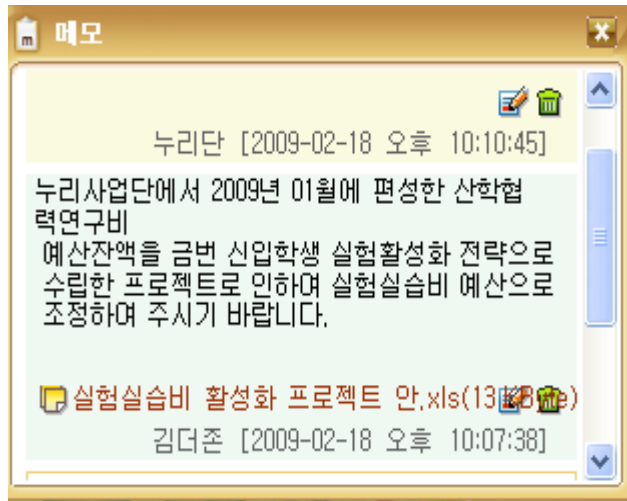 메모
누리단 [2009-02-18 오후 10:10:45]
누리사업단에서 2009년 01월에 편성한 산학협
력연구비
예산잔액을 금번 신입학생 실험활성화 전략으로
수립한 프로젝트로 인하여 실험실습비 예산으로
조정하여 주시기 바랍니다.
실험실습비 활성화 프로젝트 안.xls(13
김더존 [2009-02-18 오후 10:07:38]